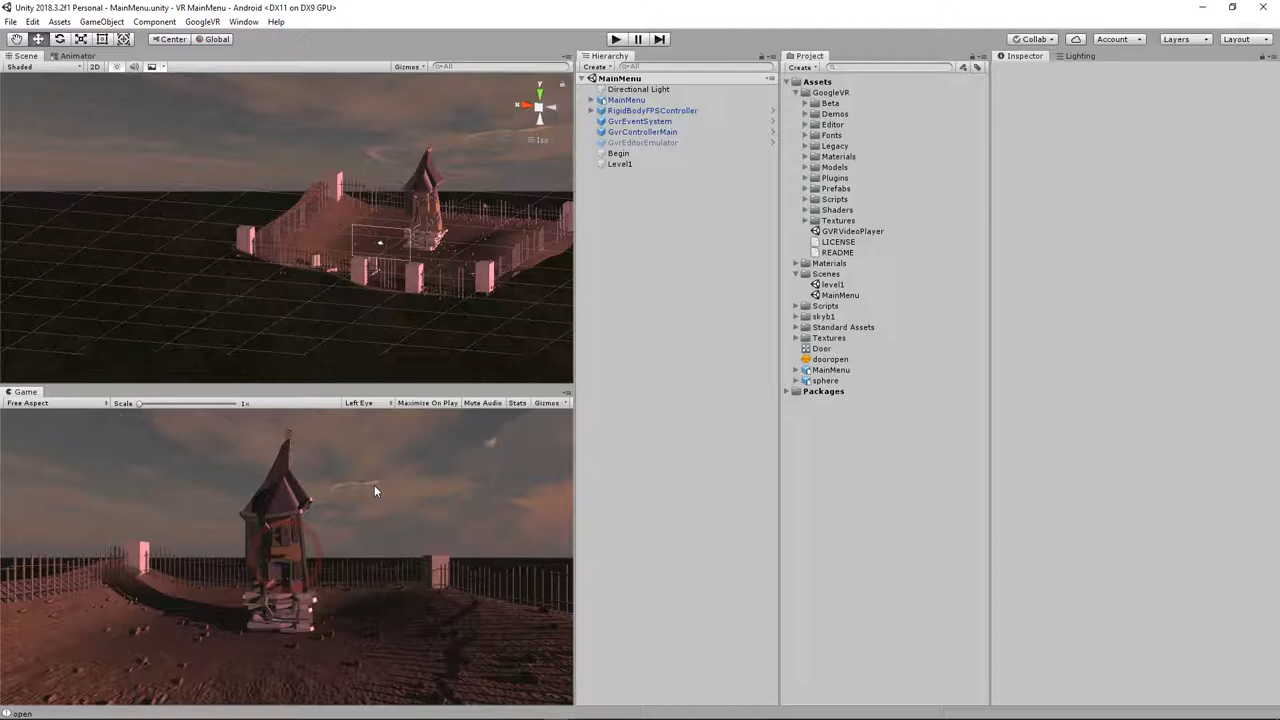 Unity 2018.3.2f1 Personal - MainMenu.unity - VR MainMenu - Android <DX11 on DX9 GPU>
File Edit Assets GameObject Component GoogleVR Window Help
Center Global Collab Account Layers Layout
Scene Animator
Shaded 2D Gizmos All
y
x
Iso
Game
Free Aspect Scale 1x Left Eye Maximize On Play Mute Audio Stats Gizmos
Hierarchy
Create All
MainMenu
Directional Light
MainMenu
RigidBodyFPSController
GvrEventSystem
GvrControllerMain
GvrEditorEmulator
Begin
Level1
Project
Create
Assets
GoogleVR
Beta
Demos
Editor
Fonts
Legacy
Materials
Models
Plugins
Prefabs
Scripts
Shaders
Textures
GVRVideoPlayer
LICENSE
README
Materials
Scenes
level1
MainMenu
Scripts
skyb1
Standard Assets
Textures
Door
dooropen
MainMenu
sphere
Packages
Inspector Lighting
open